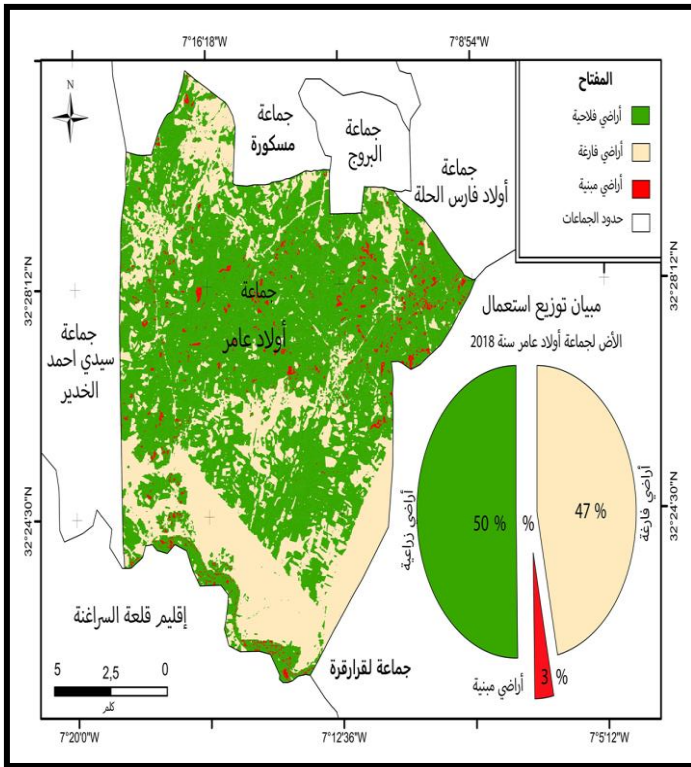 7°16'18"W
7°8'54"W
N
المفتاح
أراضي فلاحية
أراضي فارغة
أراضي مبنية
حدود الجماعات
جماعة
مسكورة
جماعة
البروج
جماعة
أولاد فارس الحلة
32°28'12"N
32°28'12"N
جماعة
أولاد عامر
جماعة
سيدي احمد
الخدير
مبيان توزيع استعمال
الأض لجماعة أولاد عامر سنة 2018
أراضي زراعية
50 %
%
47 %
أراضي فارغة
3 %
أراضي مبنية
32°24'30"N
32°24'30"N
إقليم قلعة السراغنة
جماعة لقراقرة
5 2,5 0
كلم
7°20'0"W
7°12'36"W
7°5'12"W